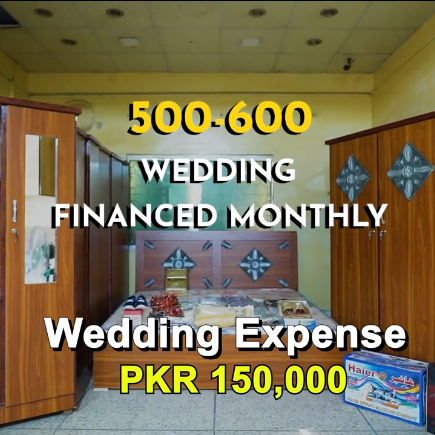 500-600
WEDDING
FINANCED MONTHLY
Wedding Expense
PKR 150,000
Haier